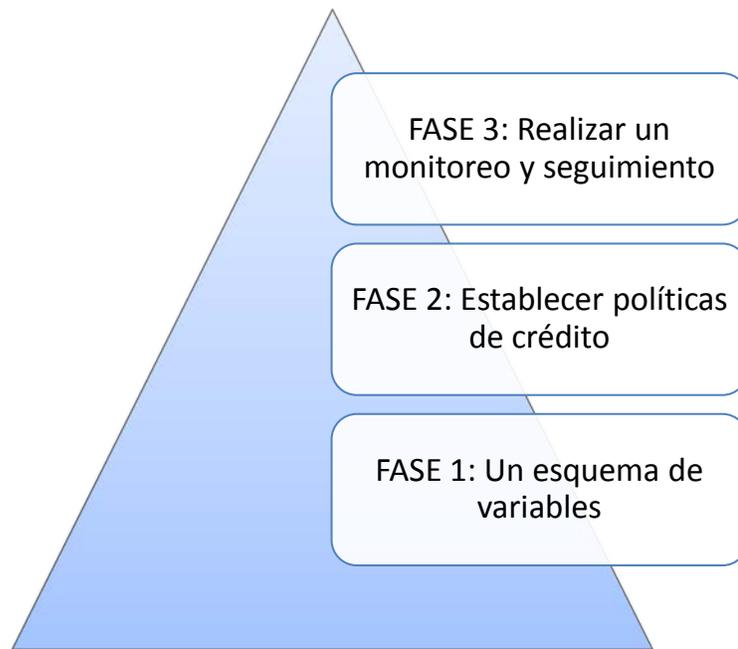 FASE 3: Realizar un
monitoreo y seguimiento
FASE 2: Establecer políticas
de crédito
FASE 1: Un esquema de
variables